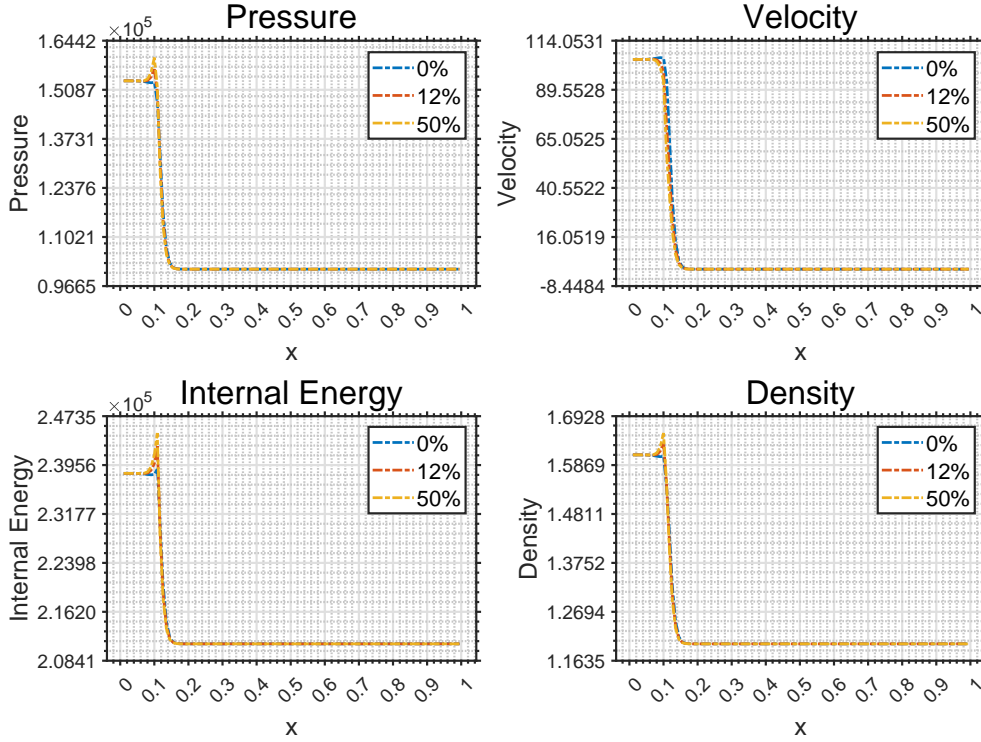 Pressure
×10⁵
1.6442
1.5087
1.3731
1.2376
1.1021
0.9665
Pressure
0%
12%
50%
0 0.1 0.2 0.3 0.4 0.5 0.6 0.7 0.8 0.9 1
x
Velocity
114.0531
89.5528
65.0525
40.5522
16.0519
-8.4484
Velocity
0%
12%
50%
0 0.1 0.2 0.3 0.4 0.5 0.6 0.7 0.8 0.9 1
x
Internal Energy
×10⁵
2.4735
2.3956
2.3177
2.2398
2.1620
2.0841
Internal Energy
0%
12%
50%
0 0.1 0.2 0.3 0.4 0.5 0.6 0.7 0.8 0.9 1
x
Density
1.6928
1.5869
1.4811
1.3752
1.2694
1.1635
Density
0%
12%
50%
0 0.1 0.2 0.3 0.4 0.5 0.6 0.7 0.8 0.9 1
x